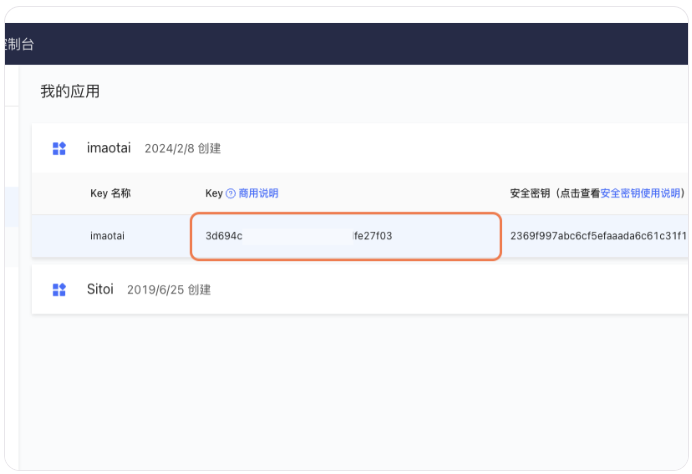 控制台
我的应用
imaotai 2024/2/8 创建
Key 名称 Key ? 商用说明 安全密钥（点击查看安全密钥使用说明）
imaotai 3d694c fe27f03 2369f997abc6cf5efaaada6c61c31f1
Sitoi 2019/6/25 创建